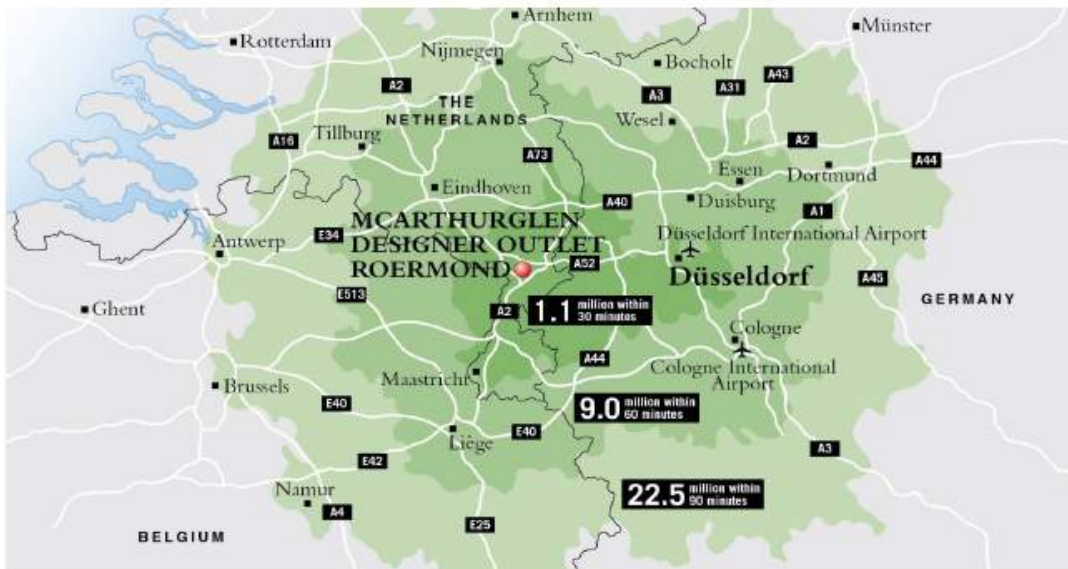 Arnhem
Münster
Rotterdam
Nijmegen
Bocholt
A43
A3
A31
A2
THE
NETHERLANDS
Wesel
A16
Tillburg
A2
A73
A44
Essen
Dortmund
Eindhoven
A40
Duisburg
A1
MCARTHURGLEN
DESIGNER OUTLET
ROERMOND
E34
Antwerp
Düsseldorf International Airport
A52
Düsseldorf
A45
E513
GERMANY
Ghent
A2
1.1 million within
30 minutes
Cologne
A44
Cologne International
Airport
Maastricht
Brussels
E40
9.0 million within
60 minutes
E40
Liêge
A3
E42
Namur
22.5 million within
90 minutes
A4
E25
BELGIUM